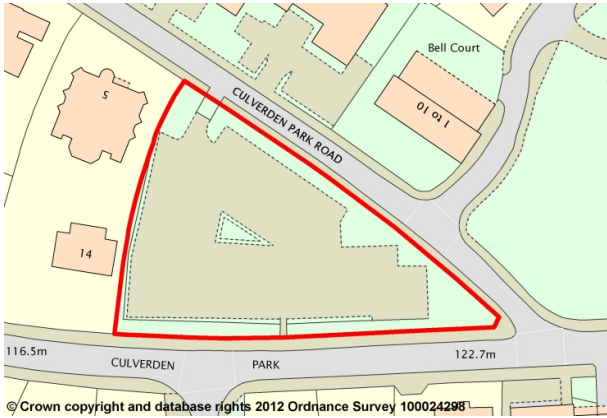 Bell Court
1 to 10
CULVERDEN PARK ROAD
5
14
116.5m
CULVERDEN PARK
122.7m
© Crown copyright and database rights 2012 Ordnance Survey 100024298